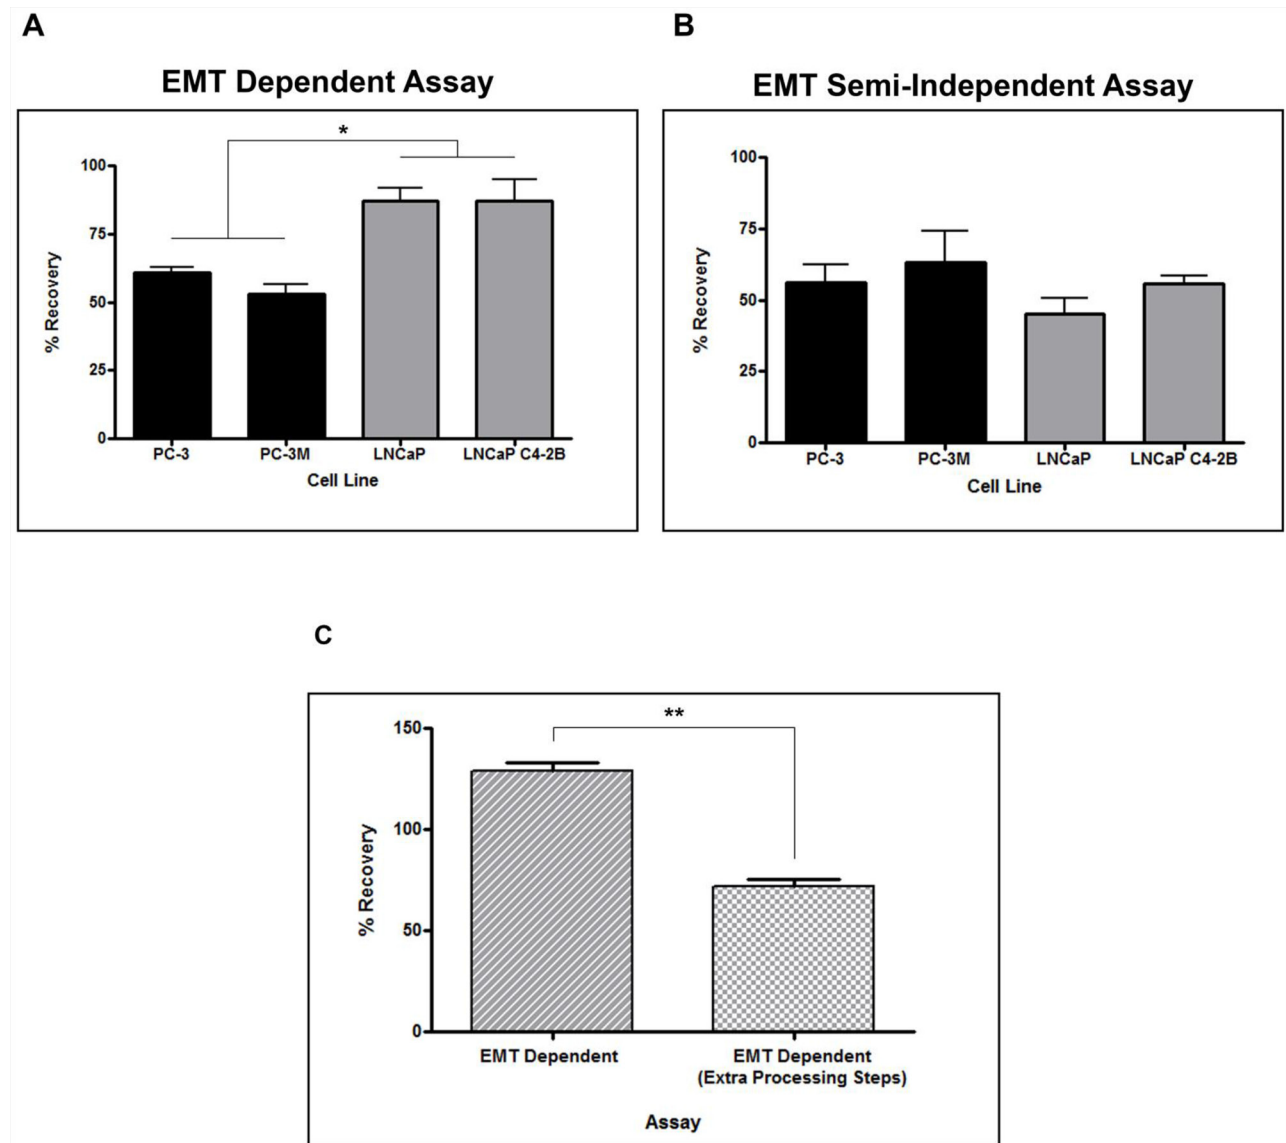 A
EMT Dependent Assay
*
100
75
50
25
0
% Recovery
PC-3 PC-3M LNCaP LNCaP C4-2B
Cell Line
B
EMT Semi-Independent Assay
100
75
50
25
0
% Recovery
PC-3 PC-3M LNCaP LNCaP C4-2B
Cell Line
C
**
150
100
50
0
% Recovery
EMT Dependent
EMT Dependent
(Extra Processing Steps)
Assay